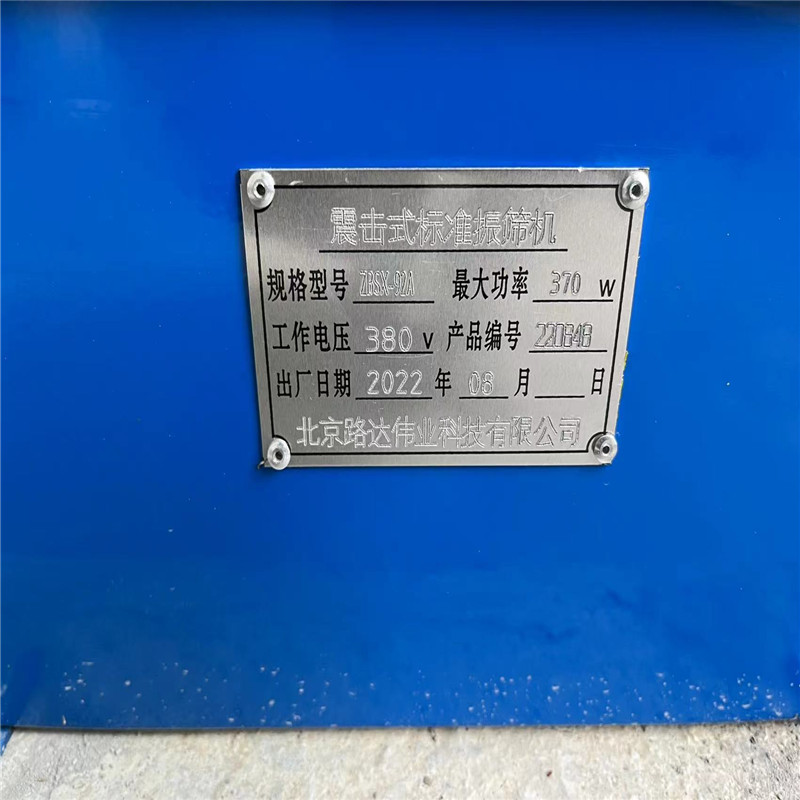 震击式标准振筛机
规格型号 ZBSX-92A 最大功率 370 W
工作电压 380 V 产品编号 220848
出厂日期 2022 年 08 月 日
北京路达伟业科技有限公司